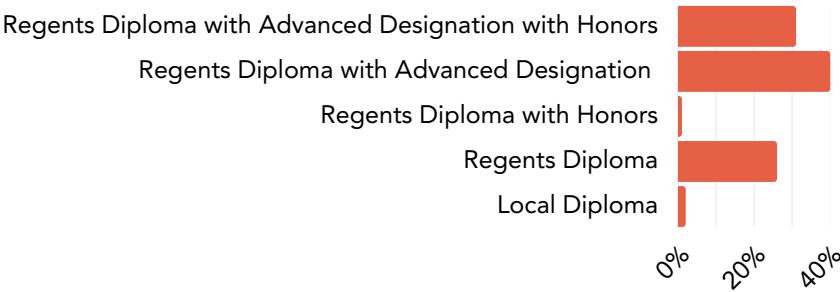 Regents Diploma with Advanced Designation with Honors
Regents Diploma with Advanced Designation
Regents Diploma with Honors
Regents Diploma
Local Diploma
0%
20%
40%